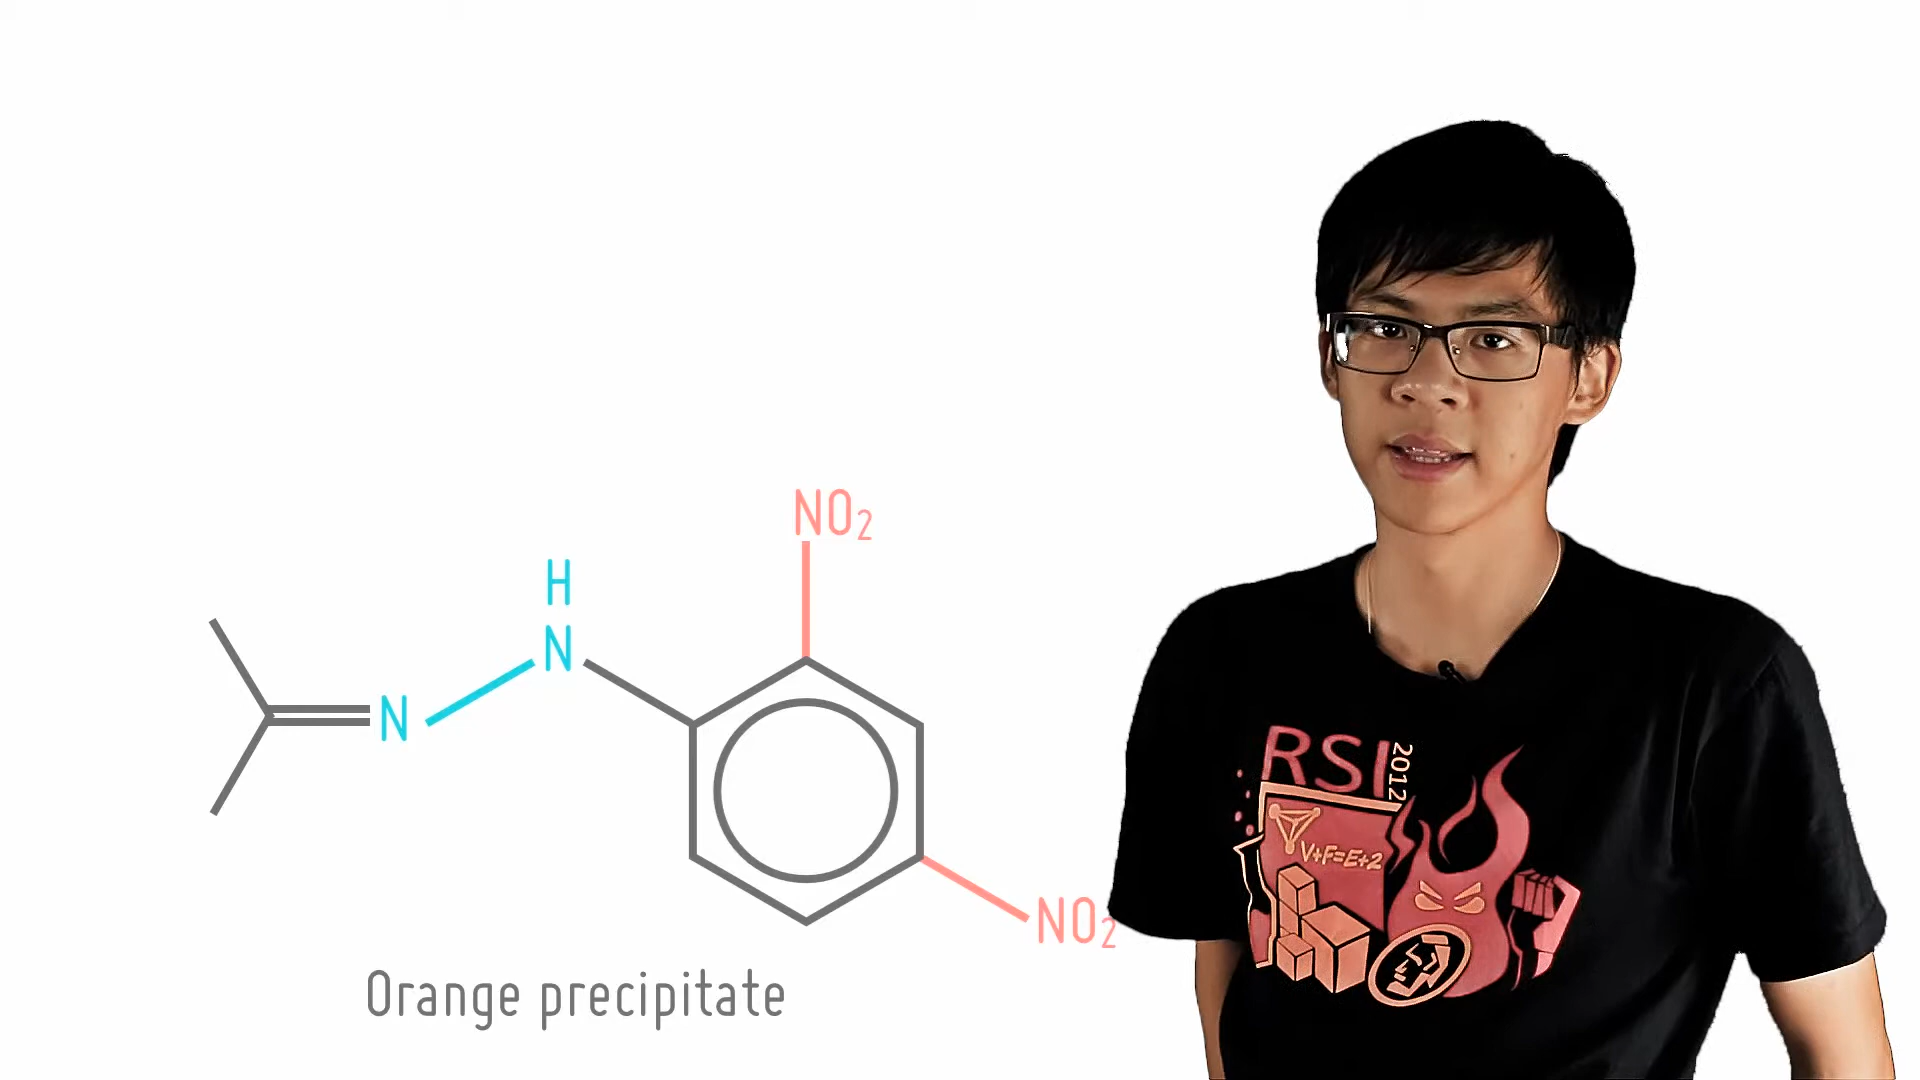 NO₂
H
N
N
NO₂
Orange precipitate
RSI
2012
V+F=E+2